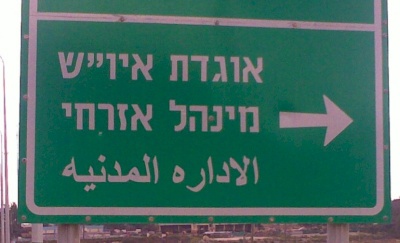 אוגדת איו״ש
מינהל אזרחי
الاداره المدنيه